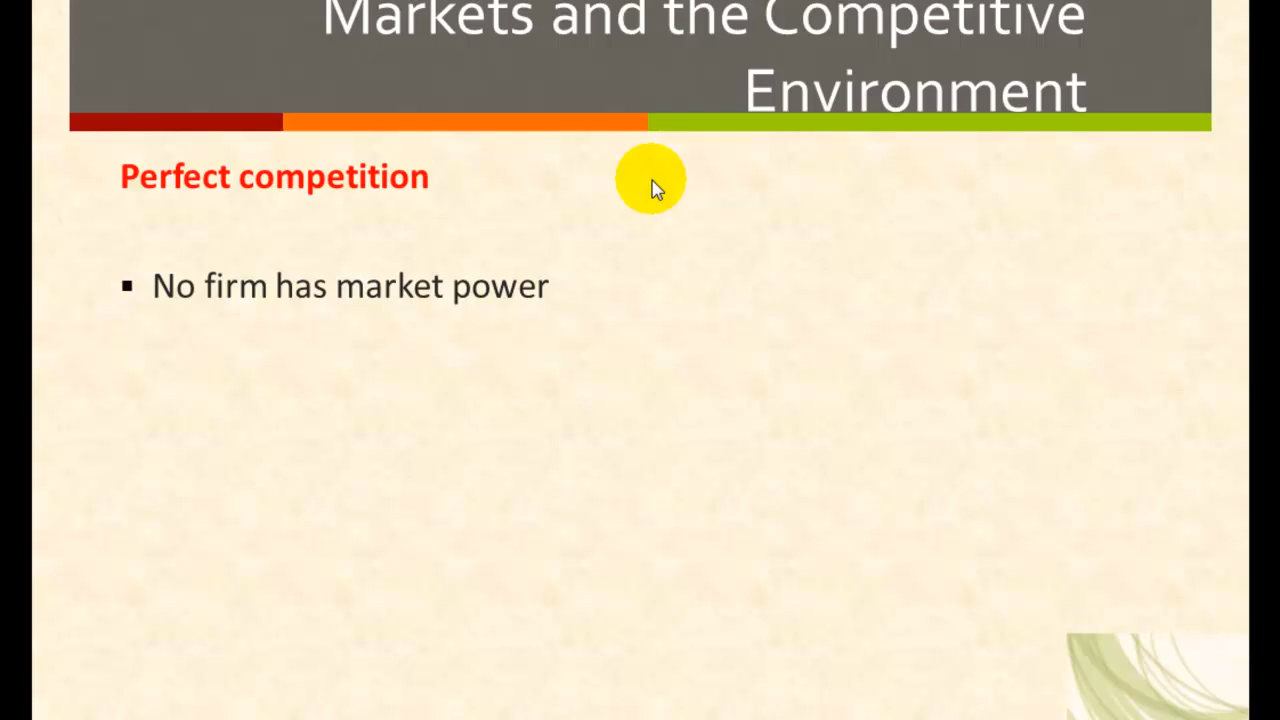 Markets and the Competitive
Environment
Perfect competition
▪ No firm has market power